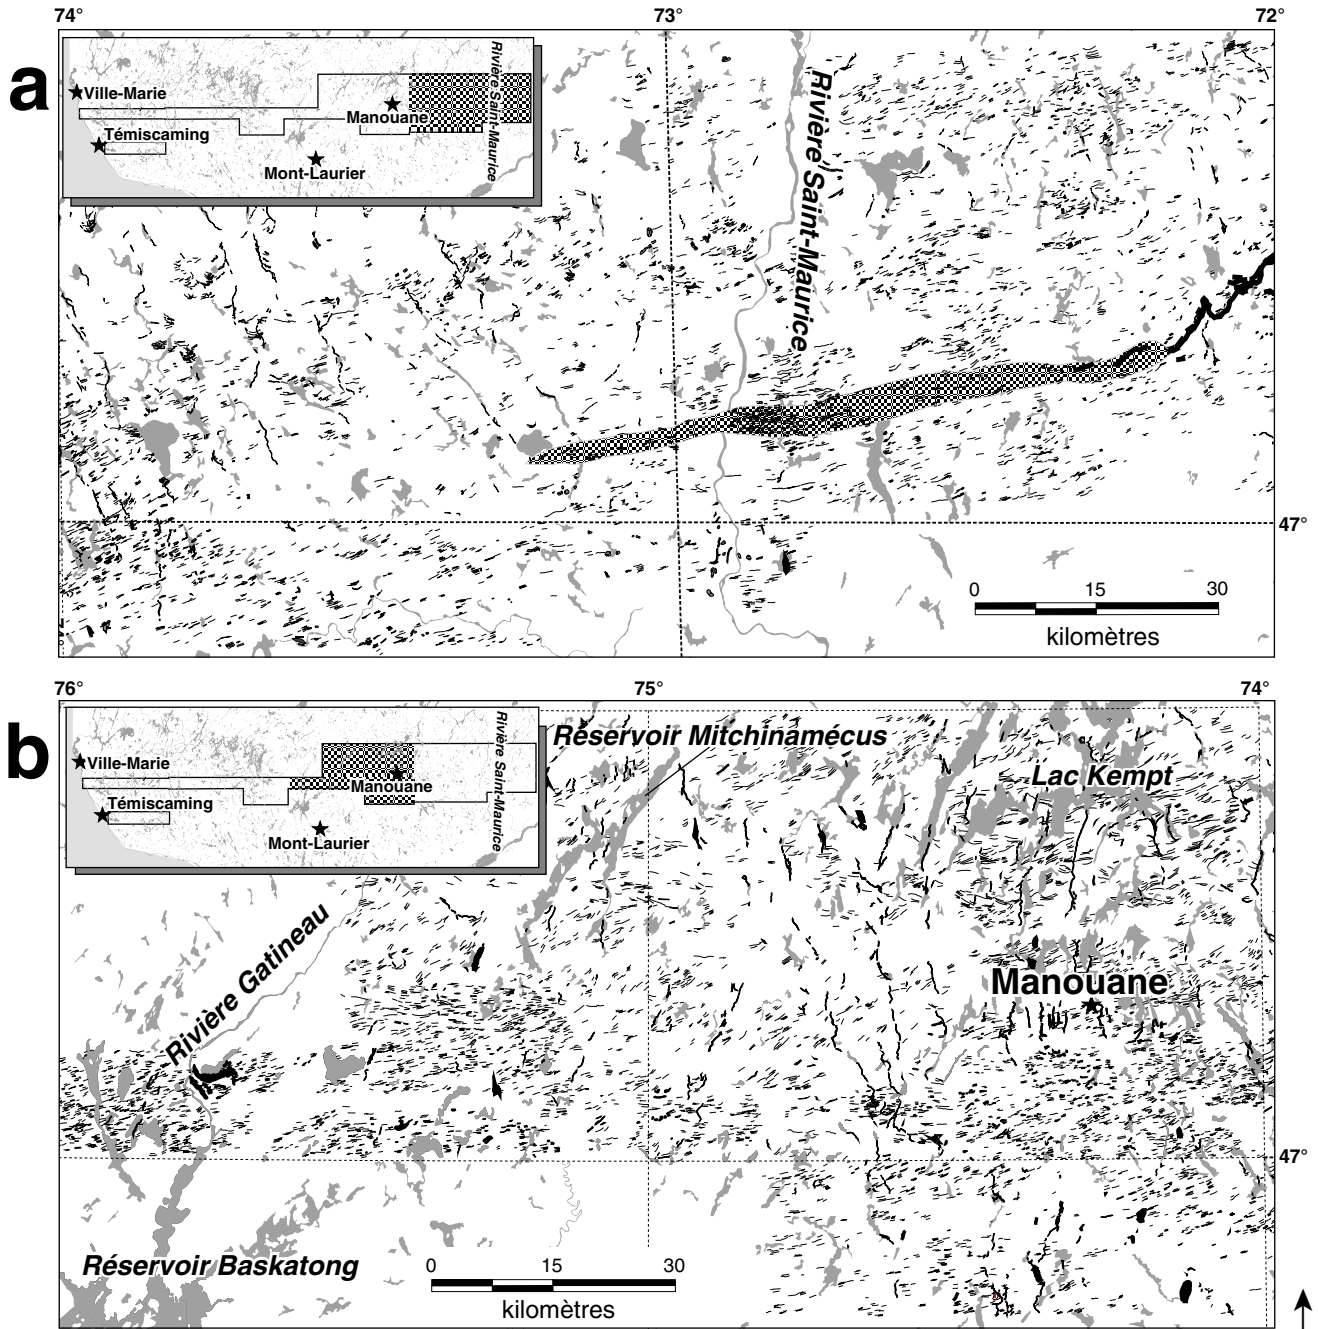 74°
73°
72°
a
Ville-Marie
Témiscaming
Manouane
Mont-Laurier
Rivière Saint-Maurice
Rivière Saint-Maurice
47°
0 15 30
kilomètres
76°
75°
74°
b
Ville-Marie
Témiscaming
Manouane
Mont-Laurier
Rivière Saint-Maurice
Réservoir Mitchinamécus
Lac Kempt
Rivière Gatineau
Manouane
47°
Réservoir Baskatong
0 15 30
kilomètres